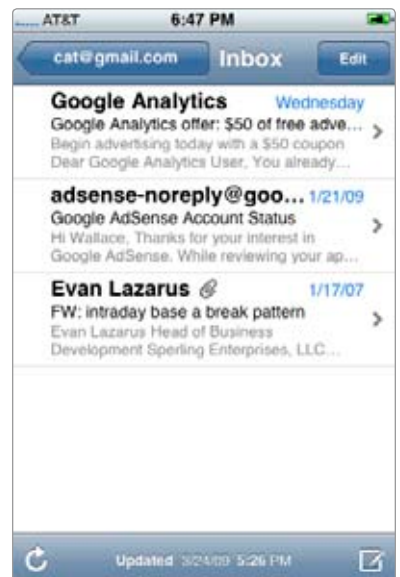 AT&T 6:47 PM
cat@gmail.com Inbox Edit
Google Analytics Wednesday
Google Analytics offer: $50 of free adve...
Begin advertising today with a $50 coupon
Dear Google Analytics User, You already...
adsense-noreply@goo... 1/21/09
Google AdSense Account Status
Hi Wallace, Thanks for your interest in
Google AdSense. While reviewing your ap...
Evan Lazarus 1/17/07
FW: intraday base a break pattern
Evan Lazarus Head of Business
Development Sperling Enterprises, LLC...
Updated 3/24/09 5:26 PM